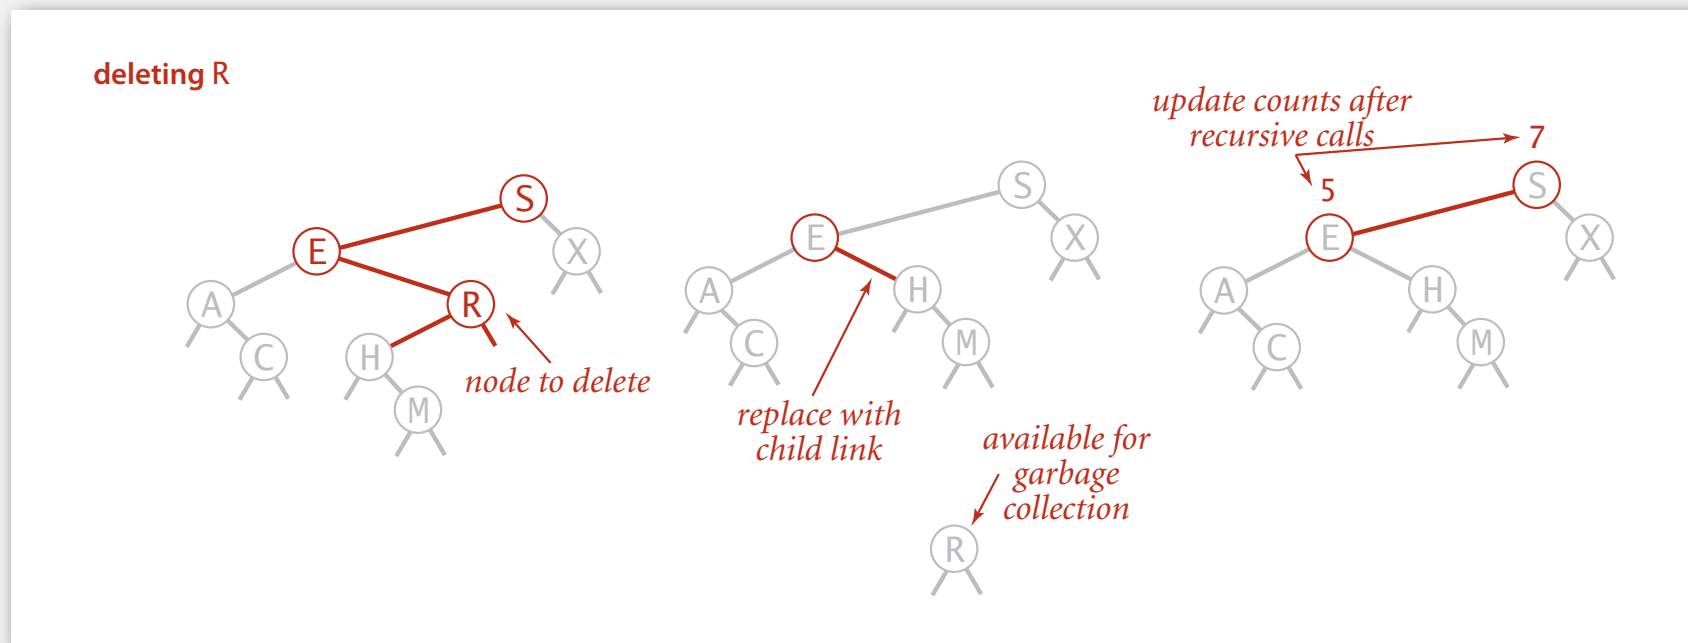 deleting R
S
E
X
A
R
C
H
M
node to delete
S
E
X
A
H
C
M
replace with
child link
available for
garbage
collection
R
update counts after
recursive calls
7
5
S
E
X
A
H
C
M